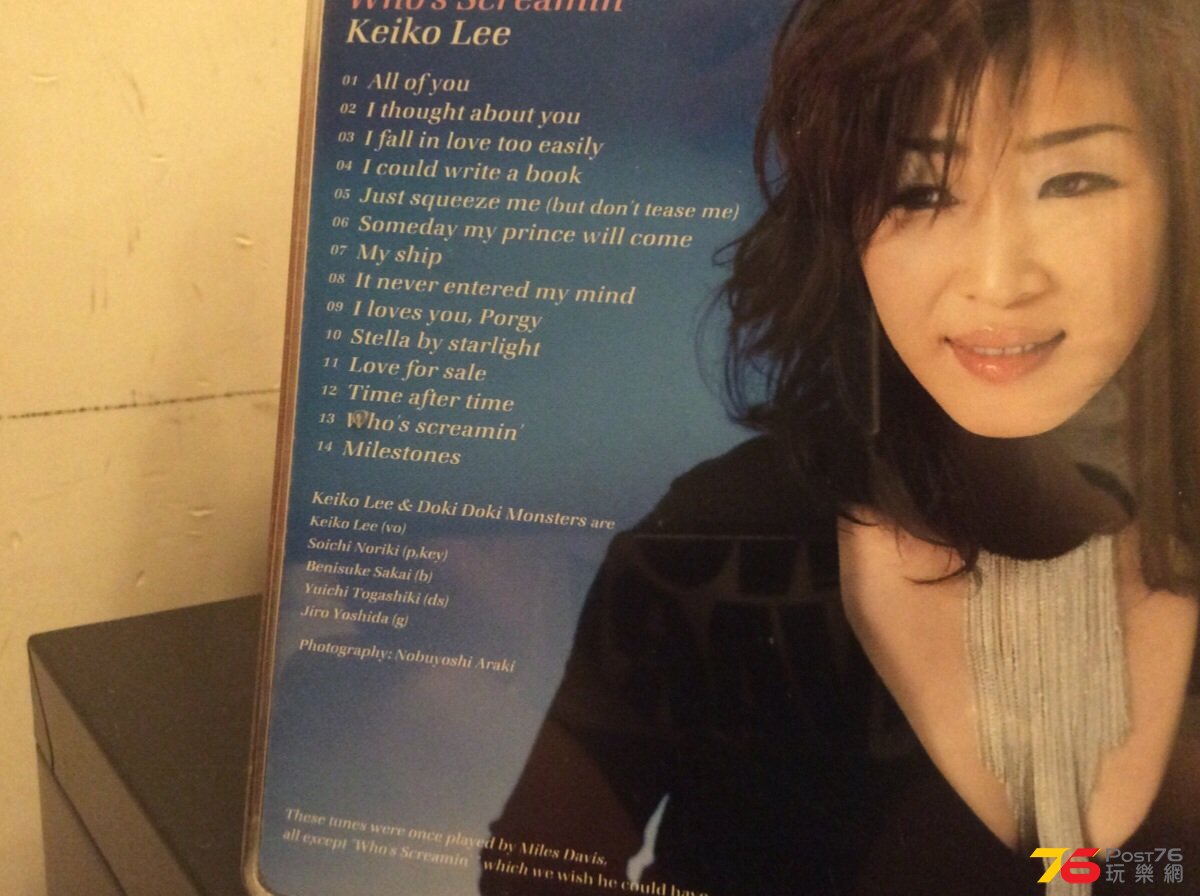 Who's Screamin'
Keiko Lee
01 All of you
02 I thought about you
03 I fall in love too easily
04 I could write a book
05 Just squeeze me (but don't tease me)
06 Someday my prince will come
07 My ship
08 It never entered my mind
09 I loves you, Porgy
10 Stella by starlight
11 Love for sale
12 Time after time
13 Who's screamin'
14 Milestones
Keiko Lee & Doki Doki Monsters are
Keiko Lee (vo)
Soichi Noriki (p,key)
Benisuke Sakai (b)
Yuichi Togashiki (ds)
Jiro Yoshida (g)
Photography: Nobuyoshi Araki
These tunes were once played by Miles Davis,
all except "Who's Screamin'" which we wish he could have
76 POST76
玩樂網